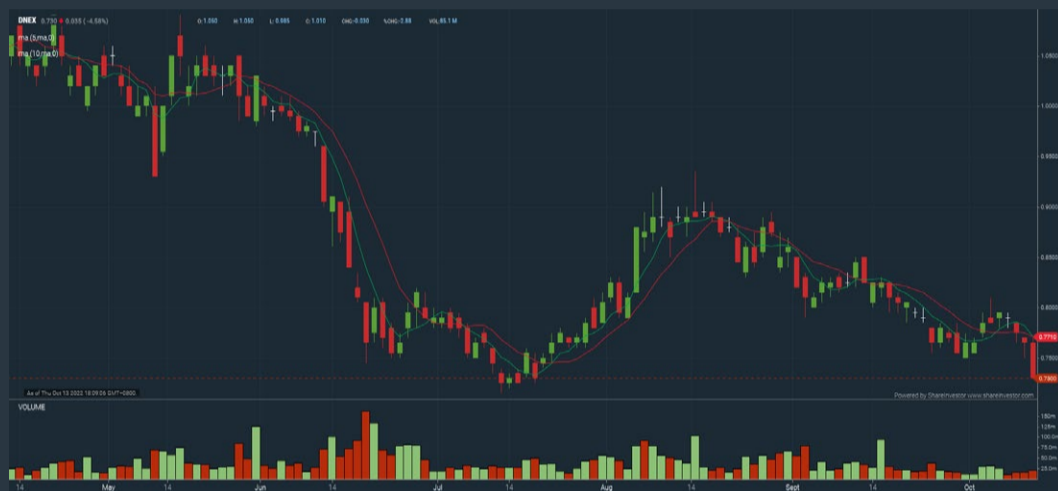 DNEX 0.730 0.035 (-4.58%) O:1.060 H:1.060 L: 0.985 C:1.010 CHG:-0.030 %CHG:-2.88 VOL:85.1 M
ma (5,ma,0)
ma (10,ma,0)
1.0500
1.0000
0.9500
0.9000
0.8500
0.8000
0.7710
0.7500
0.7300
As of Thu Oct 13 2022 18:09:06 GMT+0800
Powered by ShareInvestor www.shareinvestor.com
VOLUME
150m
125m
100.0m
75.0m
50.0m
25.0m
14 May 14 Jun 14 Jul 14 Aug 14 Sept 14 Oct